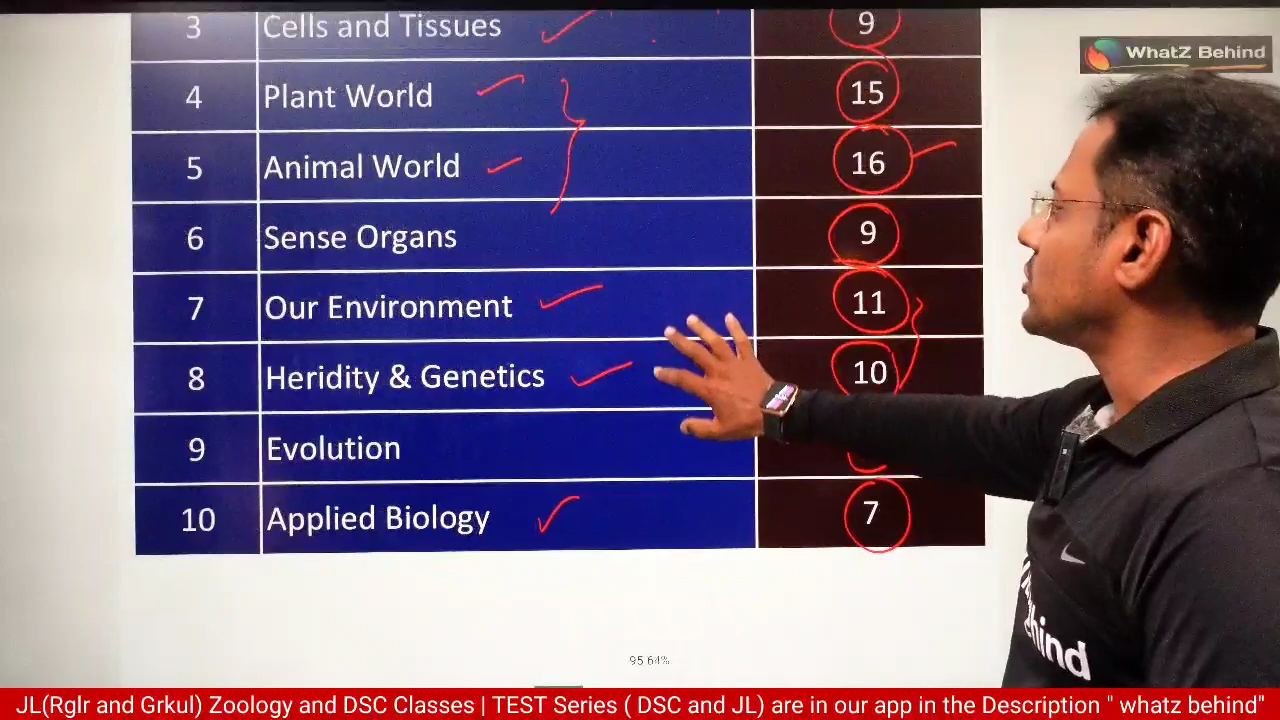 3 Cells and Tissues 9
WhatZ Behind
4 Plant World 15
5 Animal World 16
6 Sense Organs 9
7 Our Environment 11
8 Heridity & Genetics 10
9 Evolution
10 Applied Biology 7
hind
95.64%
JL(Rglr and Grkul) Zoology and DSC Classes | TEST Series ( DSC and JL) are in our app in the Description " whatz behind"